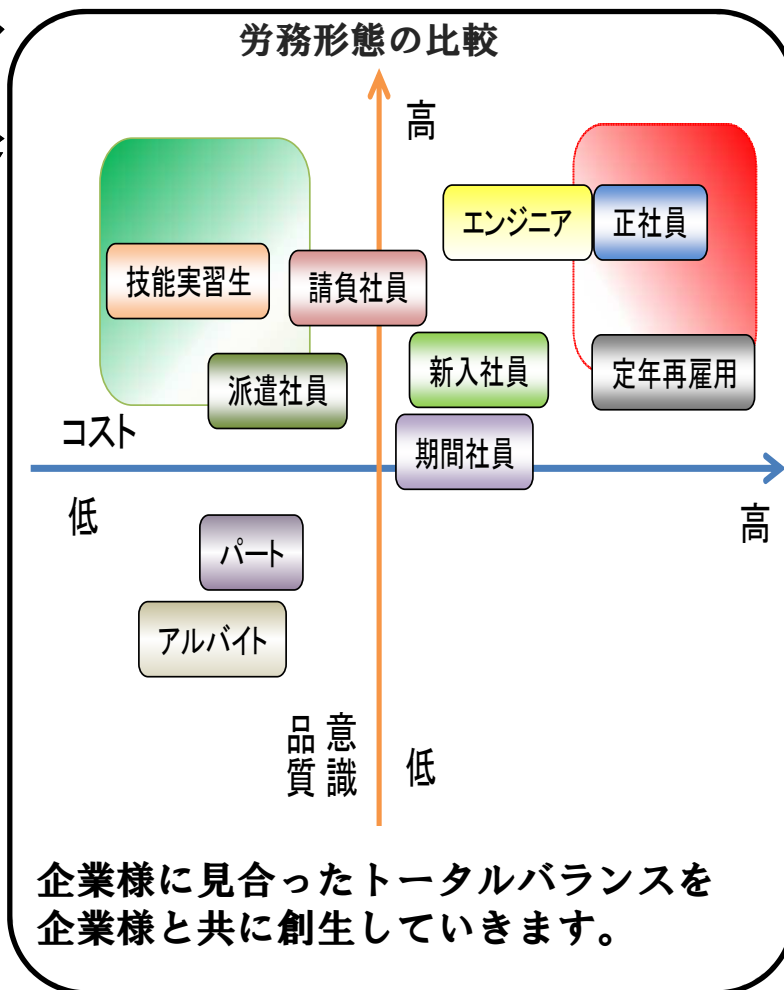 労務形態の比較
高
エンジニア
正社員
技能実習生
請負社員
新入社員
定年再雇用
派遣社員
コスト
期間社員
低
高
パート
アルバイト
品質
意識
低
企業様に見合ったトータルバランスを
企業様と共に創生していきます。